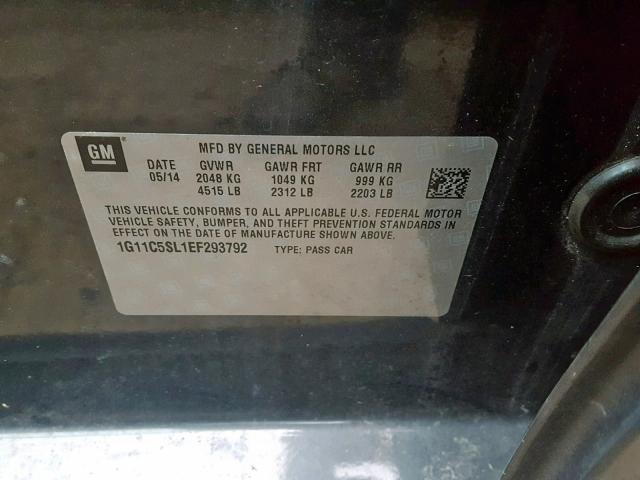 GM MFD BY GENERAL MOTORS LLC
DATE GVWR GAWR FRT GAWR RR
05/14 2048 KG 1049 KG 999 KG
4515 LB 2312 LB 2203 LB
THIS VEHICLE CONFORMS TO ALL APPLICABLE U.S. FEDERAL MOTOR
VEHICLE SAFETY, BUMPER, AND THEFT PREVENTION STANDARDS IN
EFFECT ON THE DATE OF MANUFACTURE SHOWN ABOVE.
1G11C5SL1EF293792 TYPE: PASS CAR